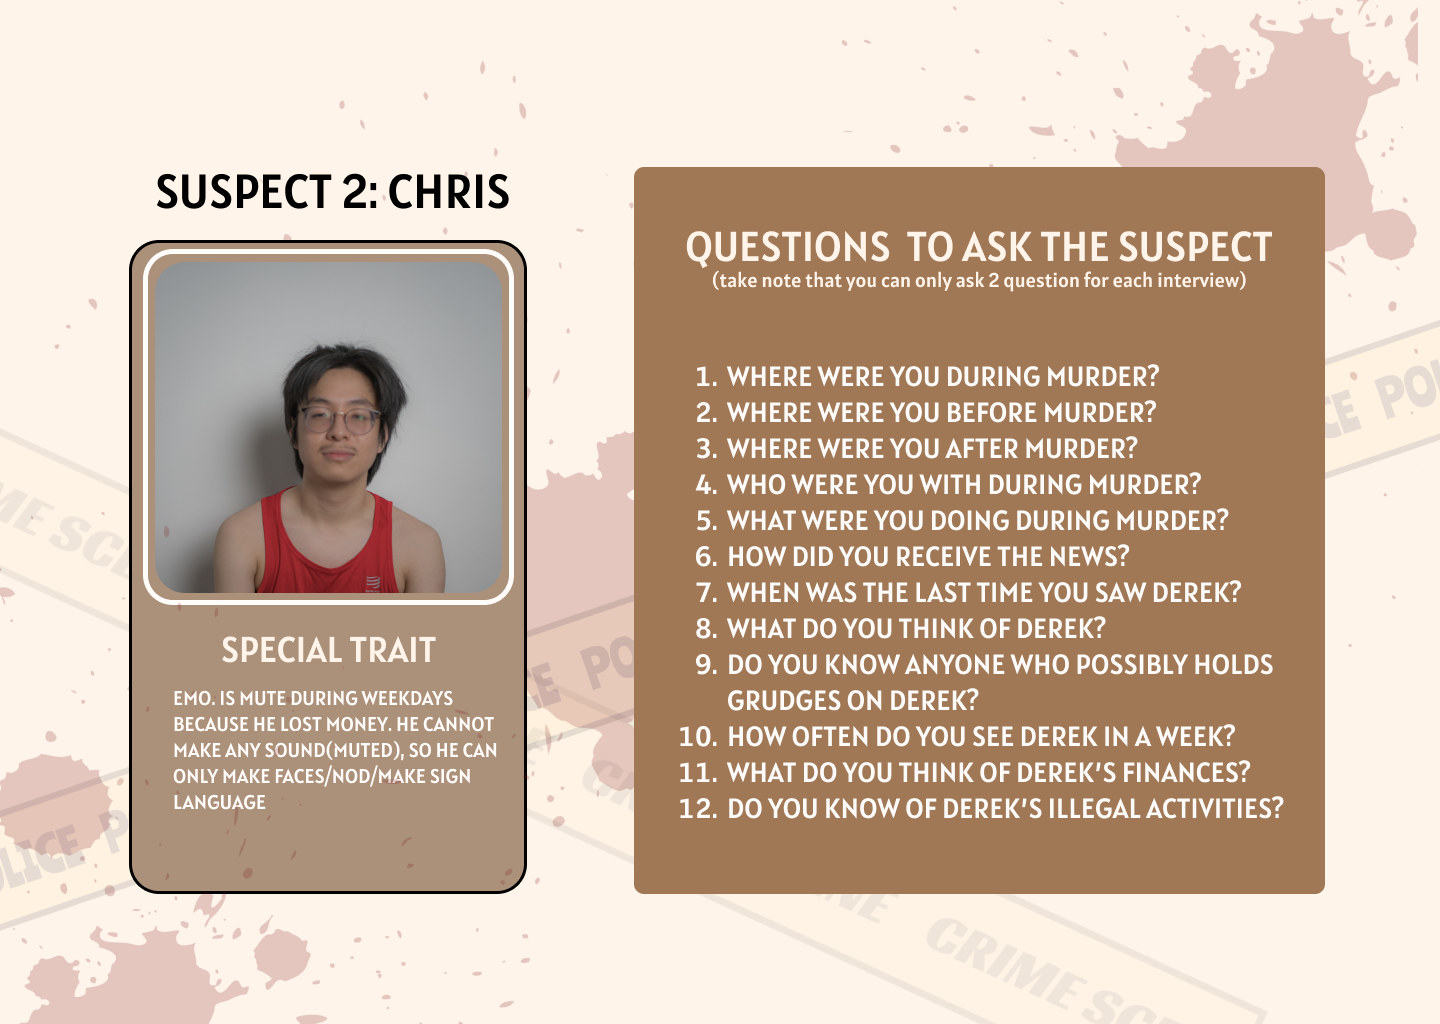 SUSPECT 2: CHRIS
SPECIAL TRAIT
EMO. IS MUTE DURING WEEKDAYS
BECAUSE HE LOST MONEY. HE CANNOT
MAKE ANY SOUND(MUTED), SO HE CAN
ONLY MAKE FACES/NOD/MAKE SIGN
LANGUAGE
QUESTIONS TO ASK THE SUSPECT
(take note that you can only ask 2 question for each interview)
1. WHERE WERE YOU DURING MURDER?
2. WHERE WERE YOU BEFORE MURDER?
3. WHERE WERE YOU AFTER MURDER?
4. WHO WERE YOU WITH DURING MURDER?
5. WHAT WERE YOU DOING DURING MURDER?
6. HOW DID YOU RECEIVE THE NEWS?
7. WHEN WAS THE LAST TIME YOU SAW DEREK?
8. WHAT DO YOU THINK OF DEREK?
9. DO YOU KNOW ANYONE WHO POSSIBLY HOLDS
GRUDGES ON DEREK?
10. HOW OFTEN DO YOU SEE DEREK IN A WEEK?
11. WHAT DO YOU THINK OF DEREK'S FINANCES?
12. DO YOU KNOW OF DEREK'S ILLEGAL ACTIVITIES?
CRIME